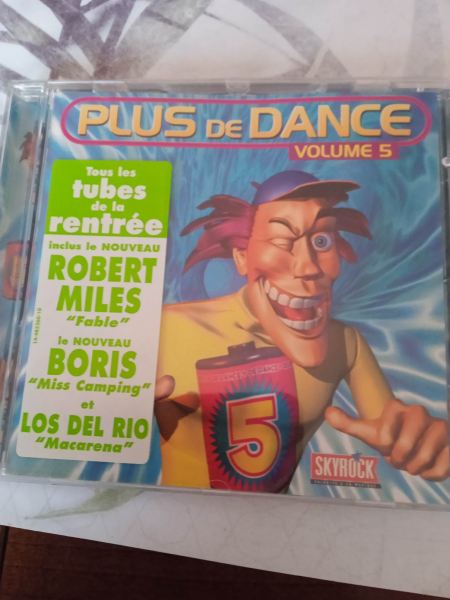 PLUS DE DANCE
VOLUME 5
Tous les
tubes
de la
rentrée
inclus le NOUVEAU
ROBERT
MILES
"Fable"
le NOUVEAU
BORIS
"Miss Camping"
et
LOS DEL RIO
"Macarena"
5
SKYROCK